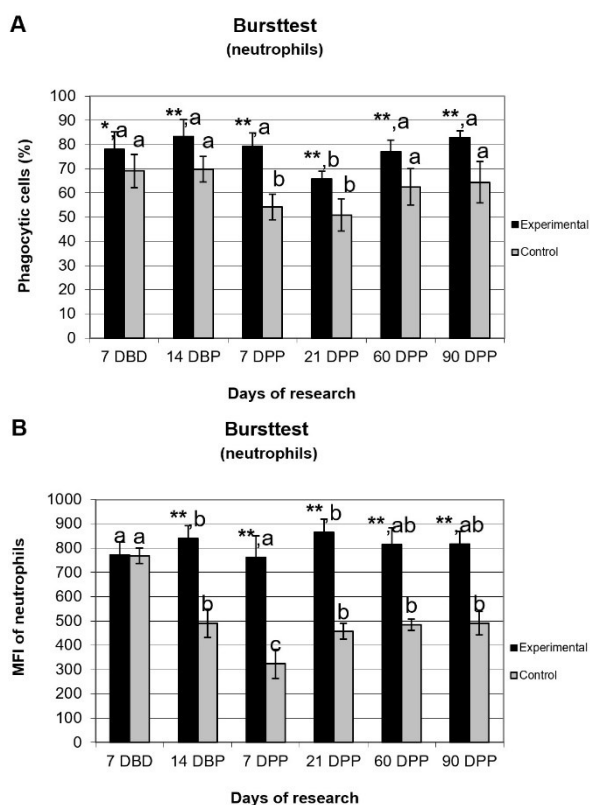 A
Bursttest
(neutrophils)
Phagocytic cells (%)
100
90
80
70
60
50
40
30
20
10
0
*,a a **,a a **,a b **,b b **,a a **,a a
Experimental
Control
7 DBD 14 DBP 7 DPP 21 DPP 60 DPP 90 DPP
Days of research
B
Bursttest
(neutrophils)
MFI of neutrophils
1000
900
800
700
600
500
400
300
200
100
0
a a **,b b **,a c **,b b **,ab b **,ab b
Experimental
Control
7 DBD 14 DBP 7 DPP 21 DPP 60 DPP 90 DPP
Days of research